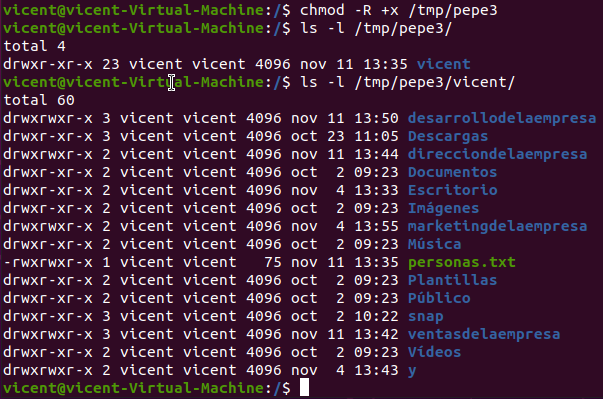 vicent@vicent-Virtual-Machine:/$ chmod -R +x /tmp/pepe3
vicent@vicent-Virtual-Machine:/$ ls -l /tmp/pepe3/
total 4
drwxr-xr-x 23 vicent vicent 4096 nov 11 13:35 vicent
vicent@vicent-Virtual-Machine:/$ ls -l /tmp/pepe3/vicent/
total 60
drwxrwxr-x 3 vicent vicent 4096 nov 11 13:50 desarrollodelaempresa
drwxr-xr-x 3 vicent vicent 4096 oct 23 11:05 Descargas
drwxrwxr-x 2 vicent vicent 4096 nov 11 13:44 direcciondelaempresa
drwxr-xr-x 2 vicent vicent 4096 oct  2 09:23 Documentos
drwxr-xr-x 2 vicent vicent 4096 nov  4 13:33 Escritorio
drwxr-xr-x 2 vicent vicent 4096 oct  2 09:23 Imágenes
drwxrwxr-x 2 vicent vicent 4096 nov  4 13:55 marketingdelaempresa
drwxr-xr-x 2 vicent vicent 4096 oct  2 09:23 Música
-rwxrwxr-x 1 vicent vicent   75 nov 11 13:35 personas.txt
drwxr-xr-x 2 vicent vicent 4096 oct  2 09:23 Plantillas
drwxr-xr-x 2 vicent vicent 4096 oct  2 09:23 Público
drwxr-xr-x 3 vicent vicent 4096 oct  2 10:22 snap
drwxrwxr-x 3 vicent vicent 4096 nov 11 13:42 ventasdelaempresa
drwxr-xr-x 2 vicent vicent 4096 oct  2 09:23 Vídeos
drwxrwxr-x 2 vicent vicent 4096 nov  4 13:43 y
vicent@vicent-Virtual-Machine:/$